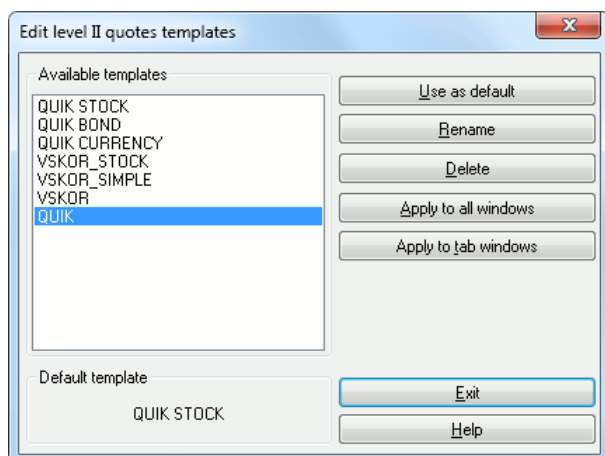 Edit level II quotes templates
Available templates
QUIK STOCK
QUIK BOND
QUIK CURRENCY
VSKOR_STOCK
VSKOR_SIMPLE
VSKOR
QUIK
Use as default
Rename
Delete
Apply to all windows
Apply to tab windows
Default template
QUIK STOCK
Exit
Help